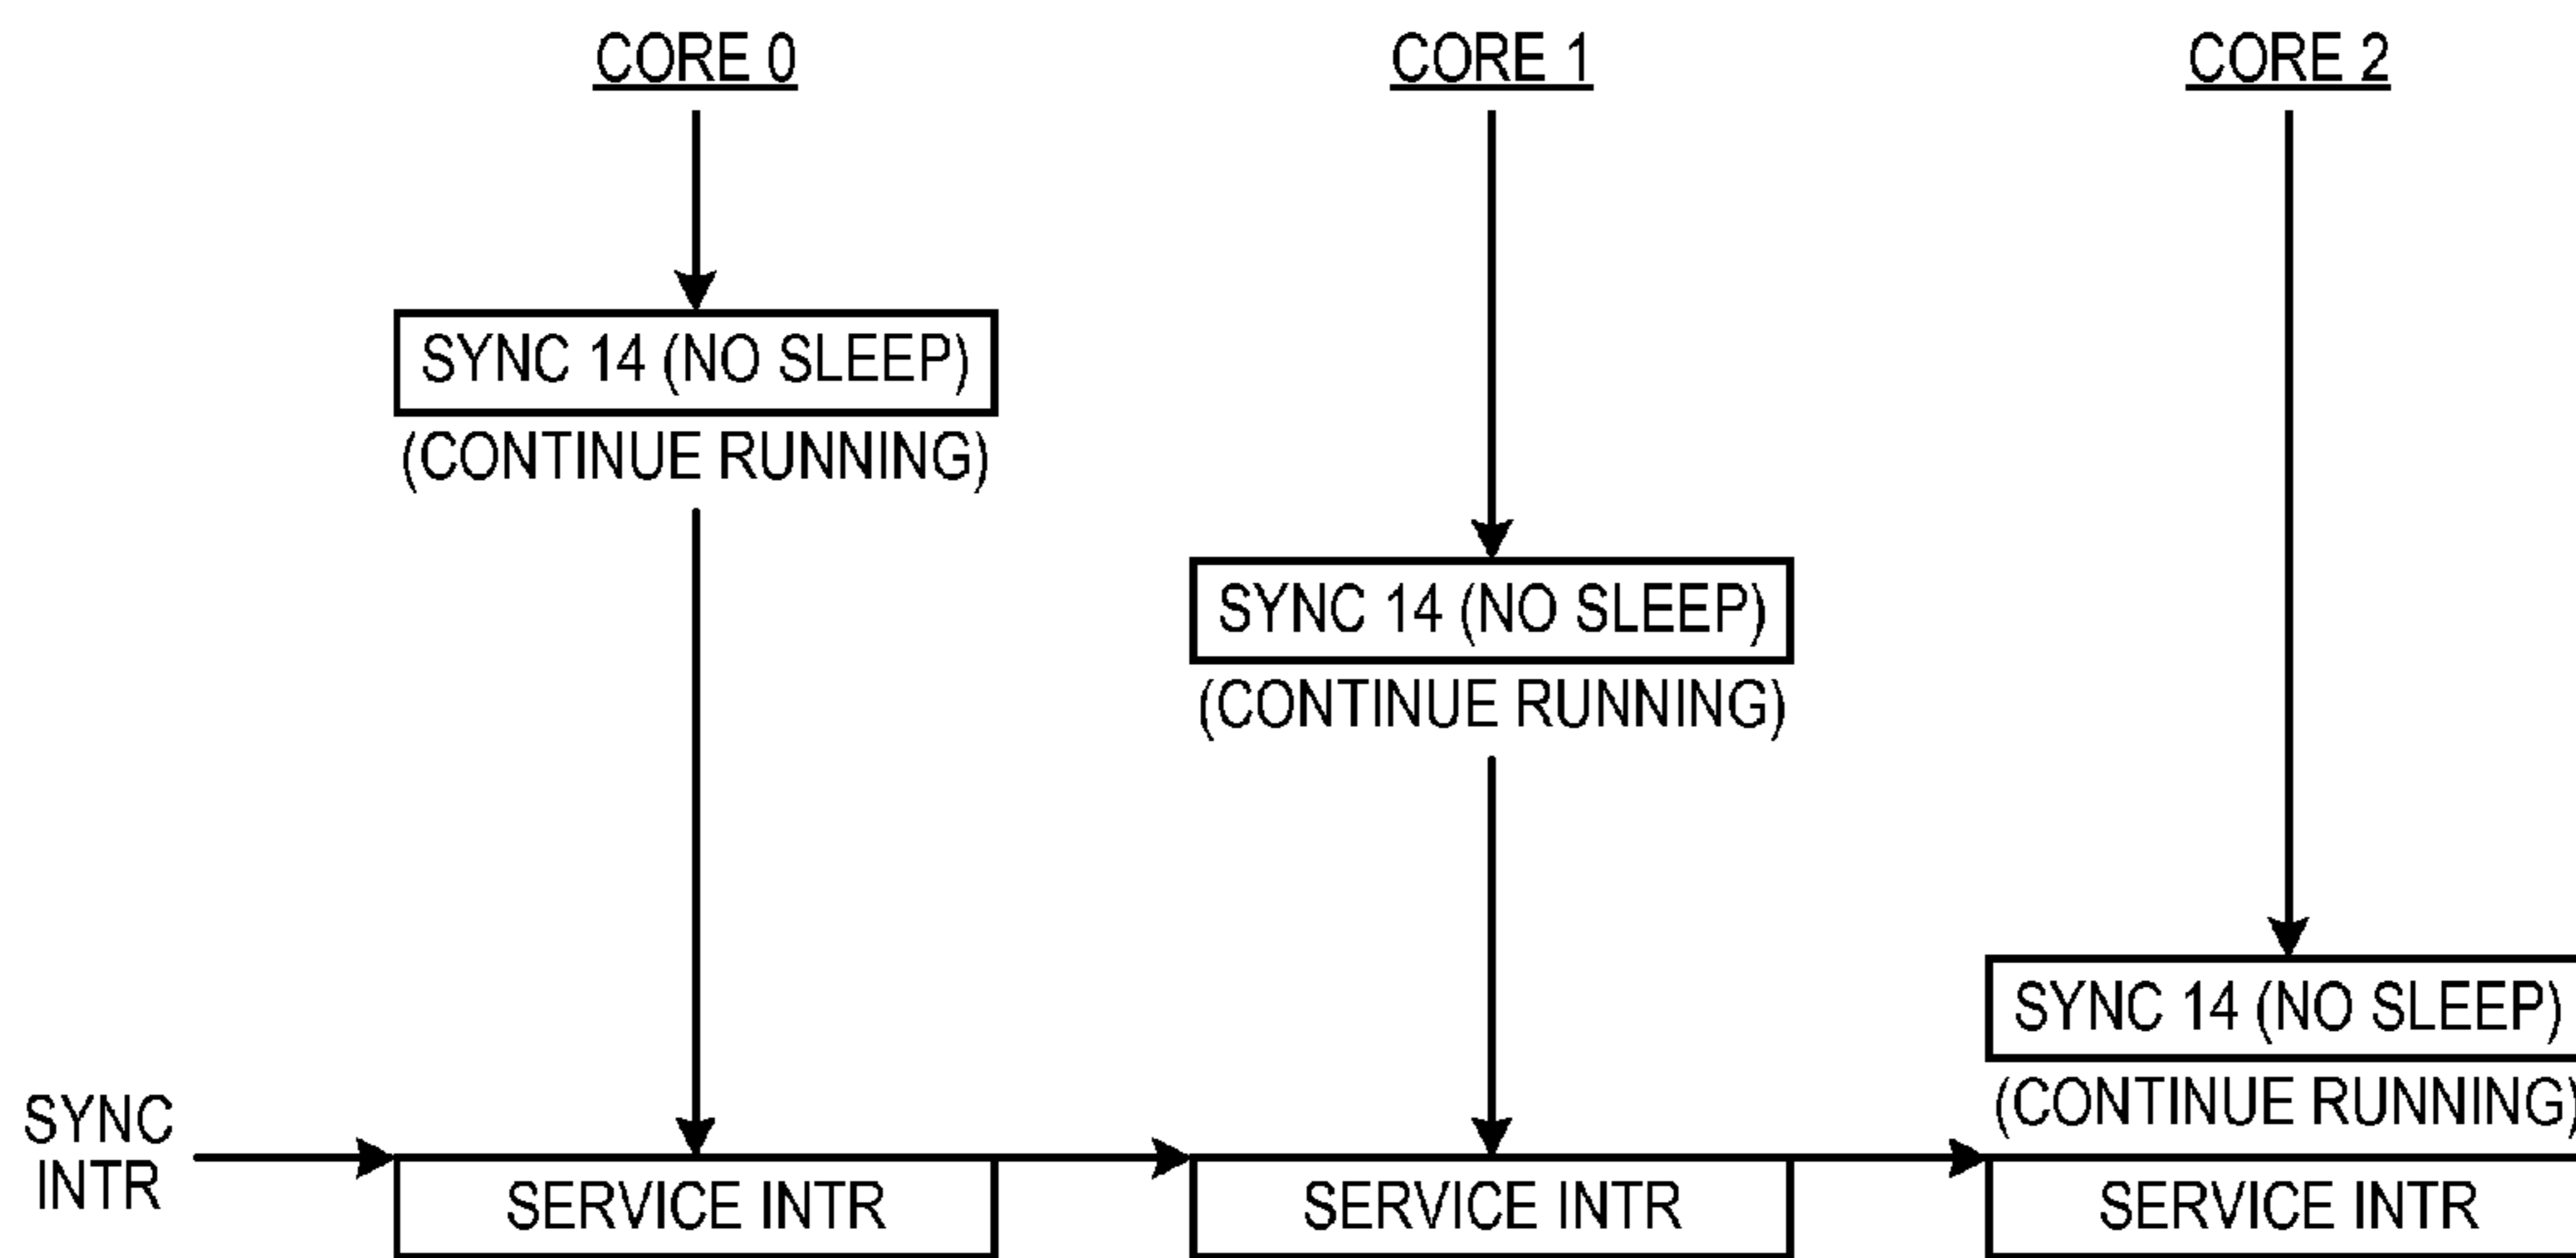 CORE 0
CORE 1
CORE 2
SYNC 14 (NO SLEEP)
(CONTINUE RUNNING)
SYNC 14 (NO SLEEP)
(CONTINUE RUNNING)
SYNC 14 (NO SLEEP)
(CONTINUE RUNNING)
SYNC
INTR
SERVICE INTR
SERVICE INTR
SERVICE INTR